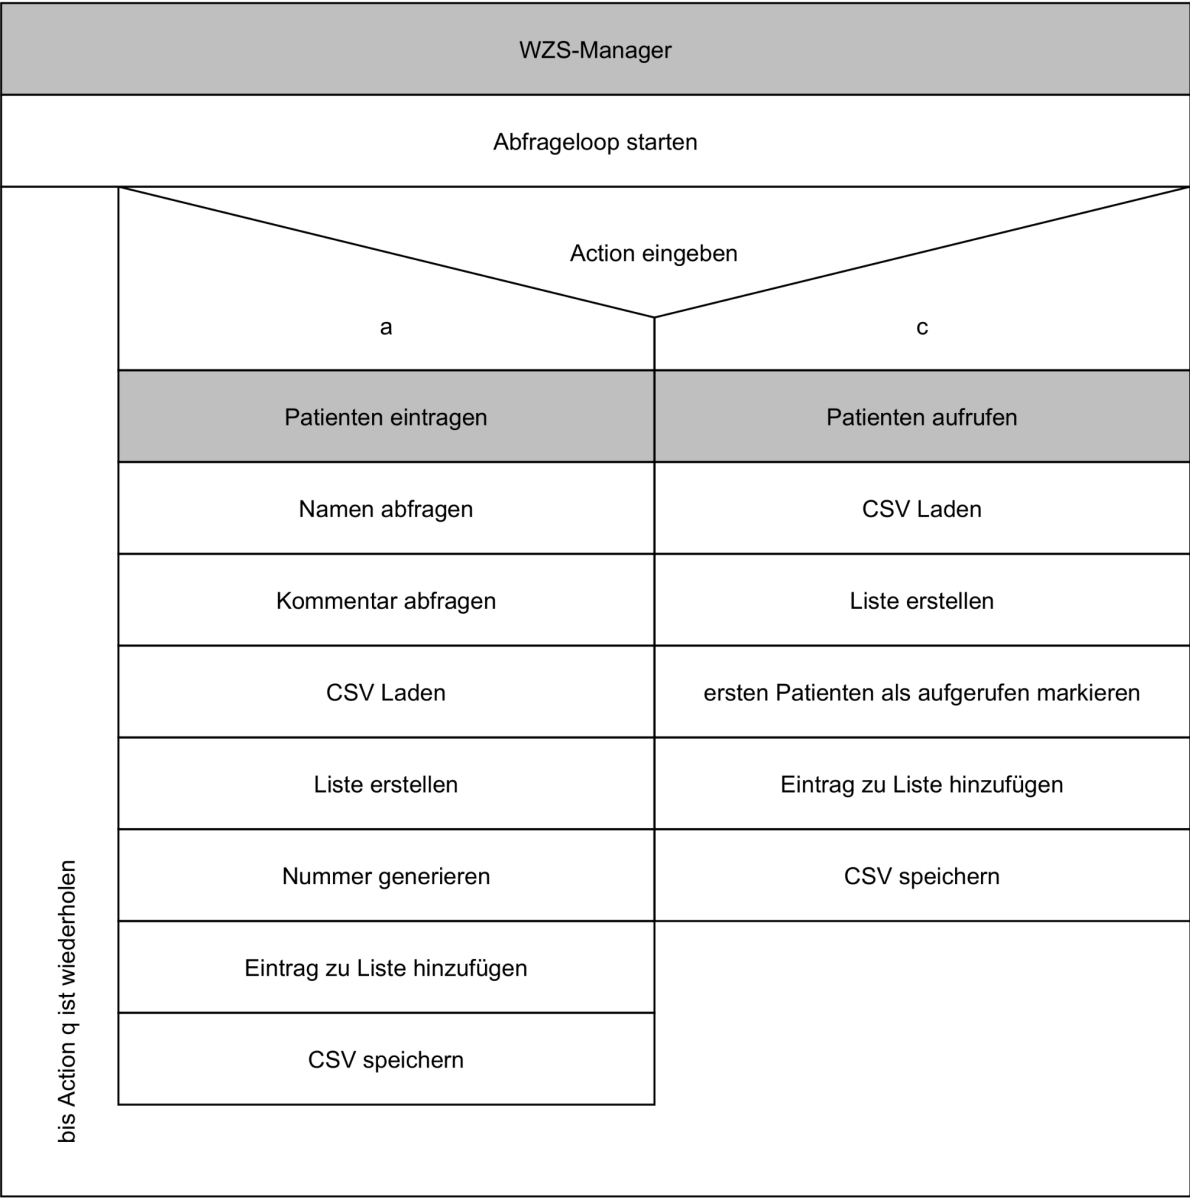 WZS-Manager
Abfrageloop starten
Action eingeben
a
c
Patienten eintragen
Patienten aufrufen
Namen abfragen
CSV Laden
Kommentar abfragen
Liste erstellen
CSV Laden
ersten Patienten als aufgerufen markieren
Liste erstellen
Eintrag zu Liste hinzufügen
Nummer generieren
CSV speichern
Eintrag zu Liste hinzufügen
CSV speichern
bis Action q ist wiederholen